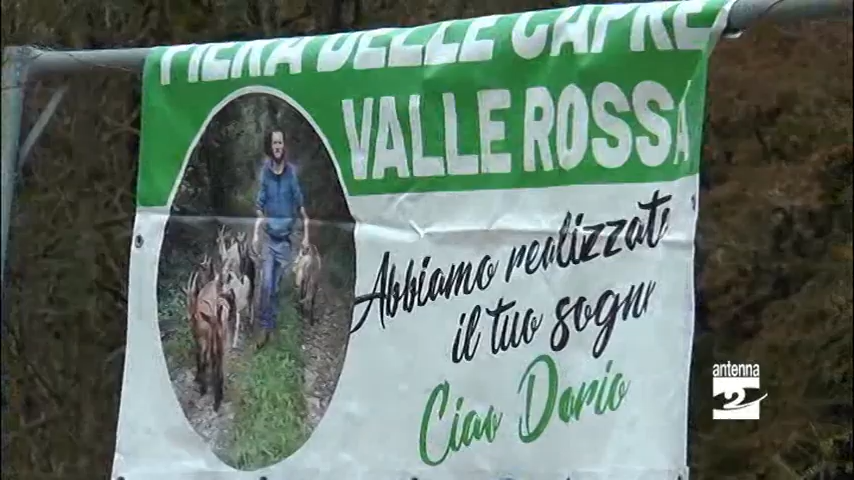 FIERA DELLE CAPRE
VALLE ROSSA
Abbiamo realizzato
il tuo sogno
Ciao Dario
antenna
2